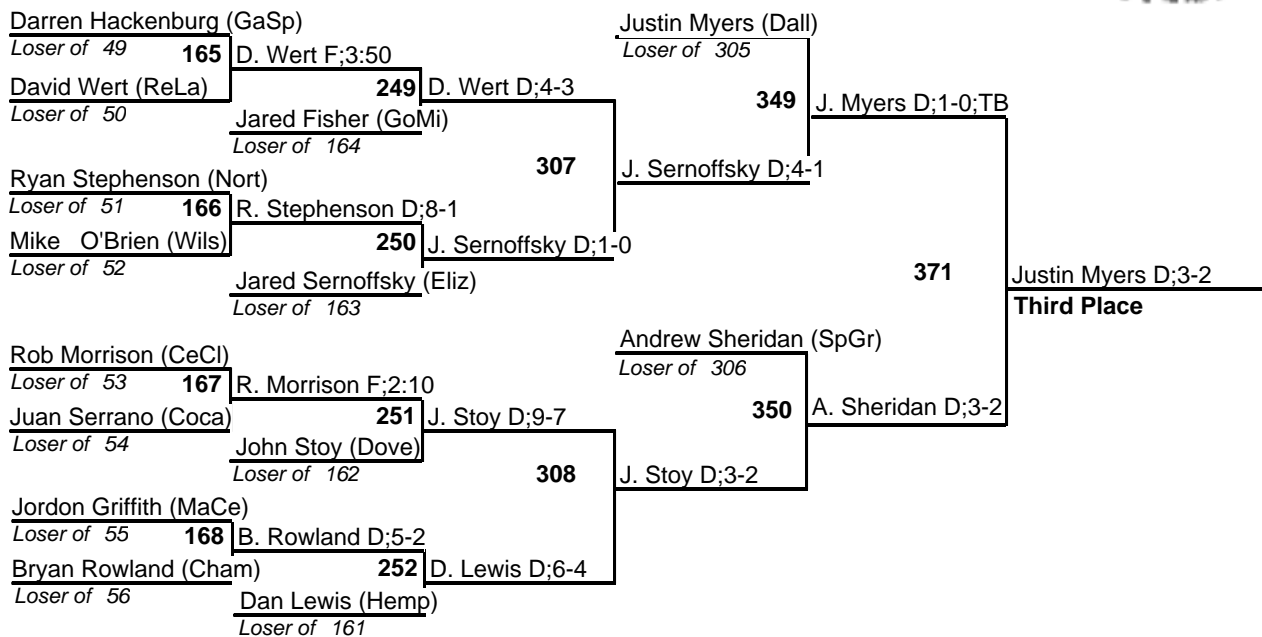 Darren Hackenburg (GaSp)
Loser of 49
165
D. Wert F;3:50
David Wert (ReLa)
Loser of 50
249
D. Wert D;4-3
Jared Fisher (GoMi)
Loser of 164
307
J. Sernoffsky D;4-1
Ryan Stephenson (Nort)
Loser of 51
166
R. Stephenson D;8-1
Mike O'Brien (Wils)
Loser of 52
250
J. Sernoffsky D;1-0
Jared Sernoffsky (Eliz)
Loser of 163
Justin Myers (Dall)
Loser of 305
349
J. Myers D;1-0;TB
371
Justin Myers D;3-2
Third Place
Rob Morrison (CeCl)
Loser of 53
167
R. Morrison F;2:10
Juan Serrano (Coca)
Loser of 54
251
J. Stoy D;9-7
John Stoy (Dove)
Loser of 162
308
J. Stoy D;3-2
Andrew Sheridan (SpGr)
Loser of 306
350
A. Sheridan D;3-2
Jordon Griffith (MaCe)
Loser of 55
168
B. Rowland D;5-2
Bryan Rowland (Cham)
Loser of 56
252
D. Lewis D;6-4
Dan Lewis (Hemp)
Loser of 161